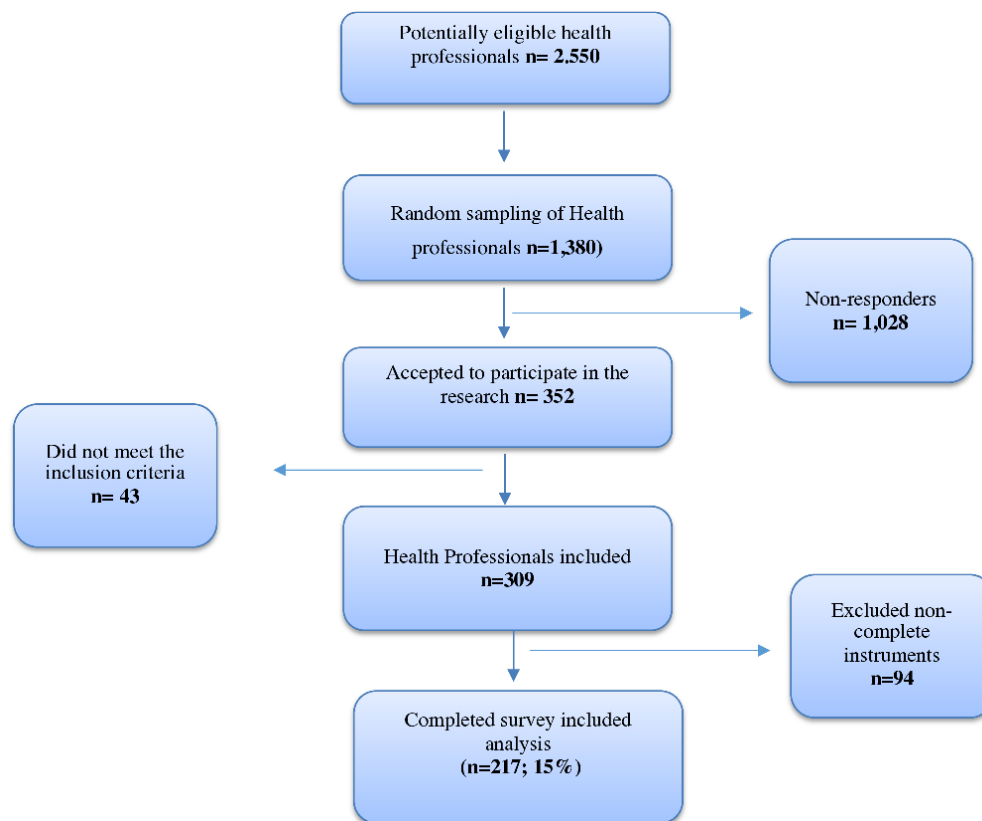 Potentially eligible health
professionals n= 2,550
Random sampling of Health
professionals n=1,380)
Non-responders
n= 1,028
Accepted to participate in the
research n= 352
Did not meet the
inclusion criteria
n= 43
Health Professionals included
n=309
Excluded non-
complete
instruments
n=94
Completed survey included
analysis
(n=217; 15%)